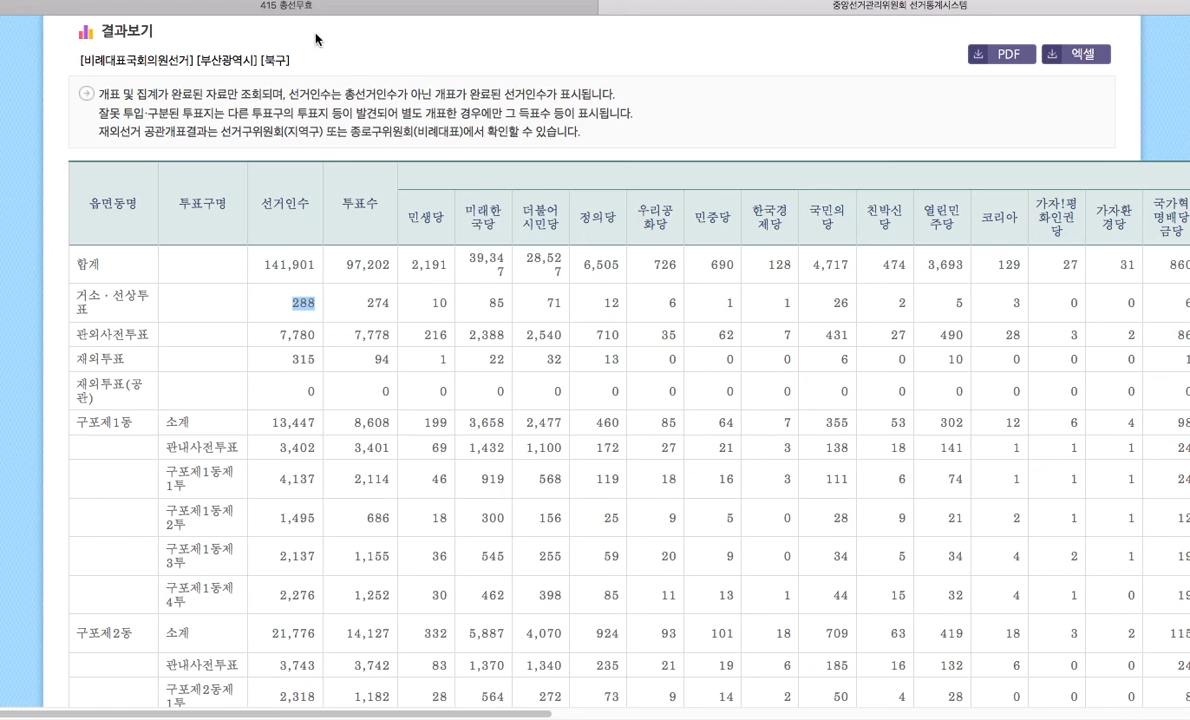 415 총선무효
중앙선거관리위원회 선거통계시스템
결과보기
[비례대표국회의원선거] [부산광역시] [북구]
PDF
엑셀
개표 및 집계가 완료된 자료만 조회되며, 선거인수는 총선거인수가 아닌 개표가 완료된 선거인수가 표시됩니다.
잘못 투입·구분된 투표지는 다른 투표구의 투표지 등이 발견되어 별도 개표한 경우에만 그 득표수 등이 표시됩니다.
재외선거 공관개표결과는 선거구위원회(지역구) 또는 종로구위원회(비례대표)에서 확인할 수 있습니다.
읍면동명 투표구명 선거인수 투표수 민생당 미래한국당 더불어시민당 정의당 우리공화당 민중당 한국경제당 국민의당 친박신당 열린민주당 코리아 가자!평화인권당 가자환경당 국가혁명배당금당
합계 141,901 97,202 2,191 39,347 28,527 6,505 726 690 128 4,717 474 3,693 129 27 31 860
거소·선상투표 288 274 10 85 71 12 6 1 1 26 2 5 3 0 0 6
관외사전투표 7,780 7,778 216 2,388 2,540 710 35 62 7 431 27 490 28 3 2 86
재외투표 315 94 1 22 32 13 0 0 0 6 0 10 0 0 0 1
재외투표(공관) 0 0 0 0 0 0 0 0 0 0 0 0 0 0 0 0
구포제1동 소계 13,447 8,608 199 3,658 2,477 460 85 64 7 355 53 302 12 6 4 98
관내사전투표 3,402 3,401 69 1,432 1,100 172 27 21 3 138 18 141 1 1 1 24
구포제1동제1투 4,137 2,114 46 919 568 119 18 16 3 111 6 74 1 1 1 24
구포제1동제2투 1,495 686 18 300 156 25 9 5 0 28 9 21 2 1 1 12
구포제1동제3투 2,137 1,155 36 545 255 59 20 9 0 34 5 34 4 2 1 19
구포제1동제4투 2,276 1,252 30 462 398 85 11 13 1 44 15 32 4 1 0 19
구포제2동 소계 21,776 14,127 332 5,887 4,070 924 93 101 18 709 63 419 18 3 2 115
관내사전투표 3,743 3,742 83 1,370 1,340 235 21 19 6 185 16 132 6 0 0 24
구포제2동제1투 2,318 1,182 28 564 272 73 9 14 2 50 4 28 0 0 0 8